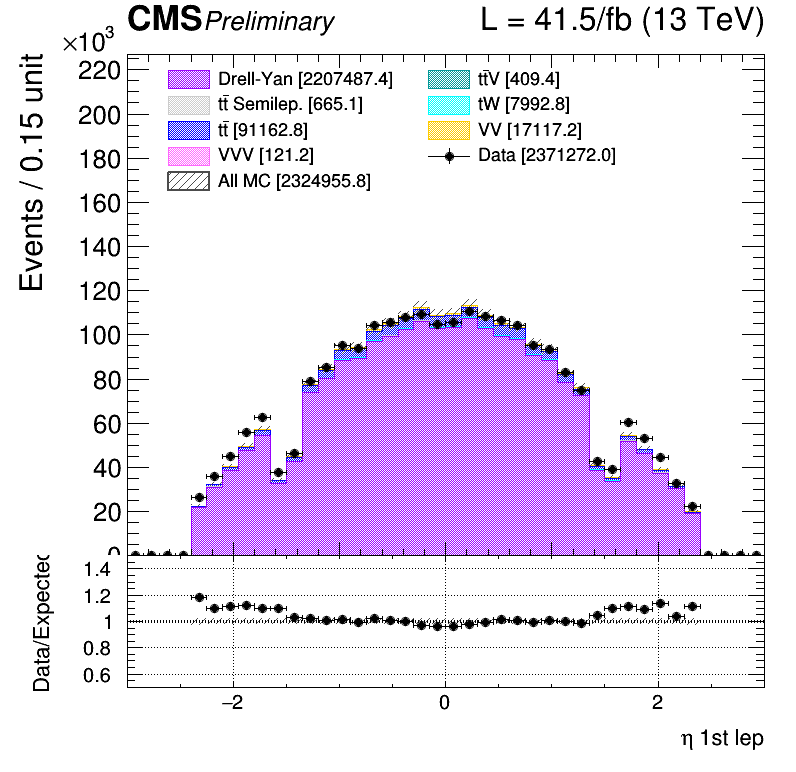 CMS Preliminary L = 41.5/fb (13 TeV)
×10³
Events / 0.15 unit
220
200
180
160
140
120
100
80
60
40
20
0
Drell-Yan [2207487.4]
tt̄ Semilep. [665.1]
tt̄ [91162.8]
VVV [121.2]
All MC [2324955.8]
tt̄V [409.4]
tW [7992.8]
VV [17117.2]
Data [2371272.0]
Data/Expected
1.4
1.2
1
0.8
0.6
−2 0 2
η 1st lep